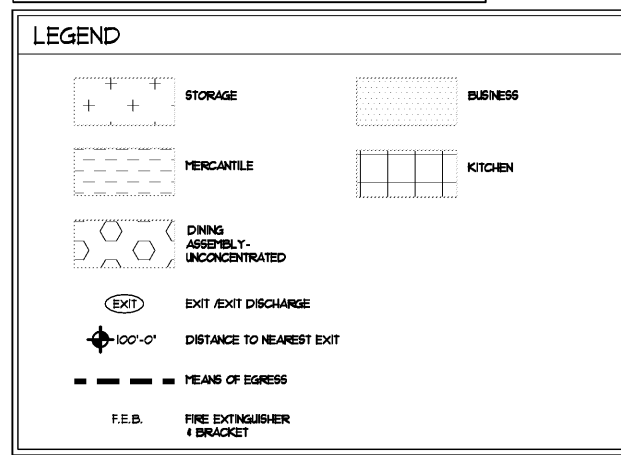 LEGEND
STORAGE
BUSINESS
MERCANTILE
KITCHEN
DINING
ASSEMBLY-
UNCONCENTRATED
EXIT EXIT /EXIT DISCHARGE
100'-0" DISTANCE TO NEAREST EXIT
MEANS OF EGRESS
F.E.B. FIRE EXTINGUISHER
& BRACKET